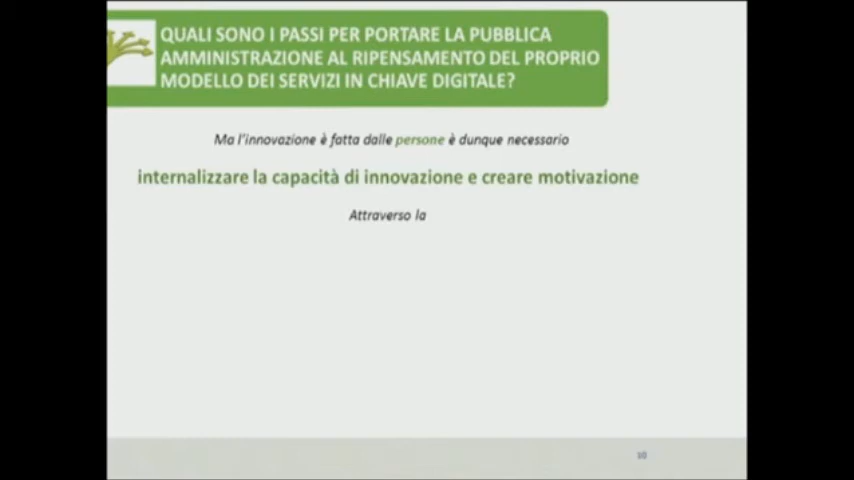 QUALI SONO I PASSI PER PORTARE LA PUBBLICA
AMMINISTRAZIONE AL RIPENSAMENTO DEL PROPRIO
MODELLO DEI SERVIZI IN CHIAVE DIGITALE?
Ma l'innovazione è fatta dalle persone è dunque necessario
internalizzare la capacità di innovazione e creare motivazione
Attraverso la
10